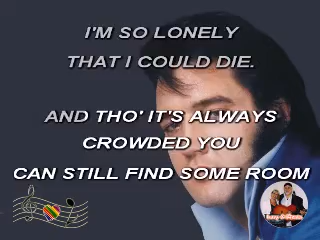 I'M SO LONELY
THAT I COULD DIE.
AND THO' IT'S ALWAYS
CROWDED YOU
CAN STILL FIND SOME ROOM